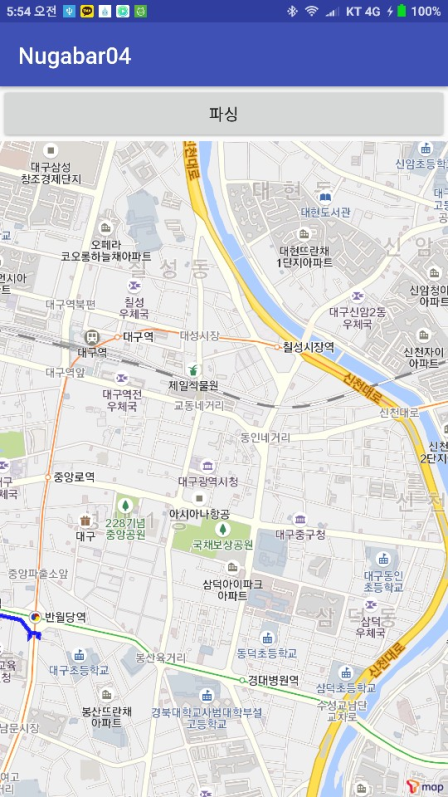 5:54 오전
KT 4G
100%
Nugabar04
파싱
신천대로
대구삼성
창조경제단지
신암초등학교
대현동
대현도서관
오페라
코오롱하늘채아파트
대현뜨란채
1단지아파트
신암
칠성동
칠성
우체국
대구신암2동
우체국
대구역북편
대구역
대구역
대성시장
칠성시장역
신천자이
아파트
대구역앞
제일작물원
신천대로
대구역전
우체국
교동네거리
신천대로
동인네거리
중앙로역
대구광역시청
아시아나항공
228기념
중앙공원
대구
국채보상공원
대구중구청
중앙파출소앞
삼덕아이파크
아파트
대구동인
초등학교
삼덕동
삼덕
우체국
반월당역
봉산육거리
동덕초등학교
대구초등학교
경대병원역
삼덕초등학교
신천대로
수성교남단
교차로
봉산뜨란채
아파트
경북대학교사범대학부설
고등학교
남문시장
여고
T map